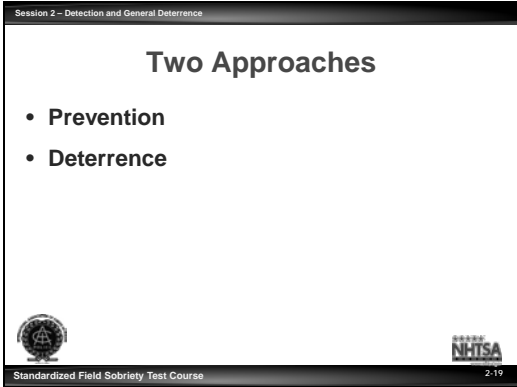 Session 2 – Detection and General Deterrence
Two Approaches
• Prevention
• Deterrence
NHTSA
Standardized Field Sobriety Test Course
2-19